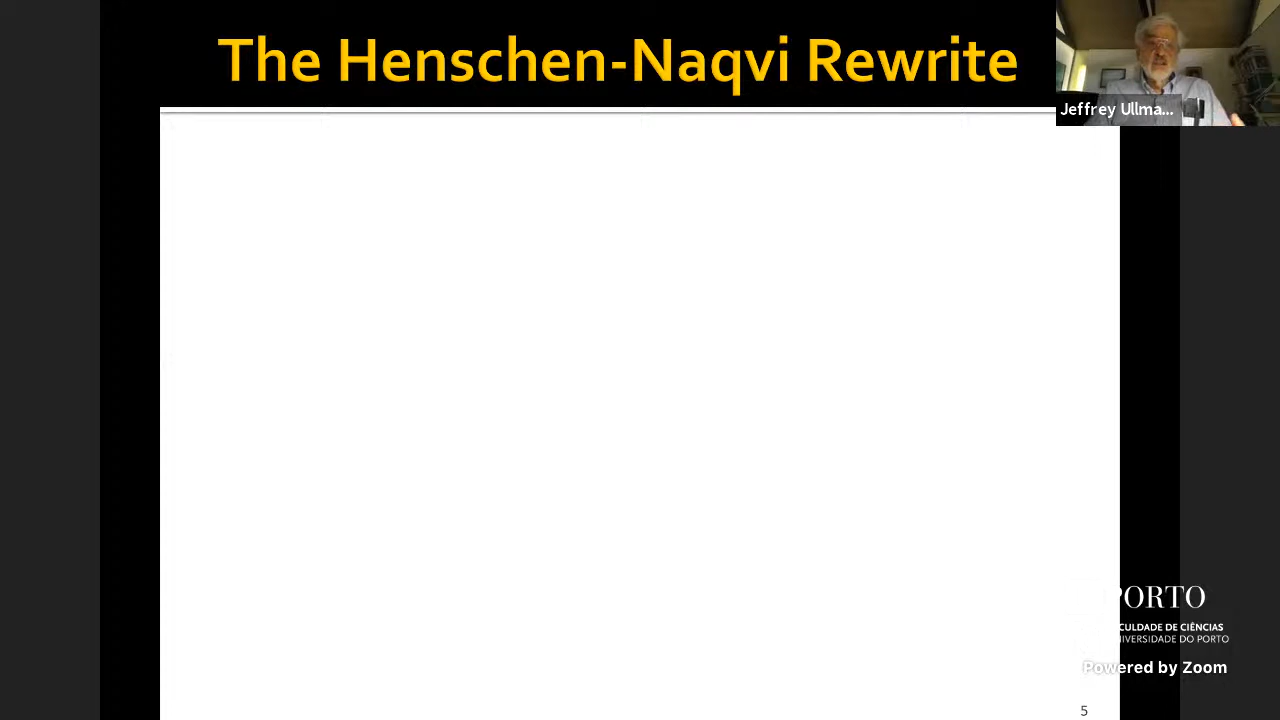 The Henschen-Naqvi Rewrite
Jeffrey Ullma...
PORTO
CULDADE DE CIÊNCIAS
IVERSIDADE DO PORTO
Powered by Zoom
5